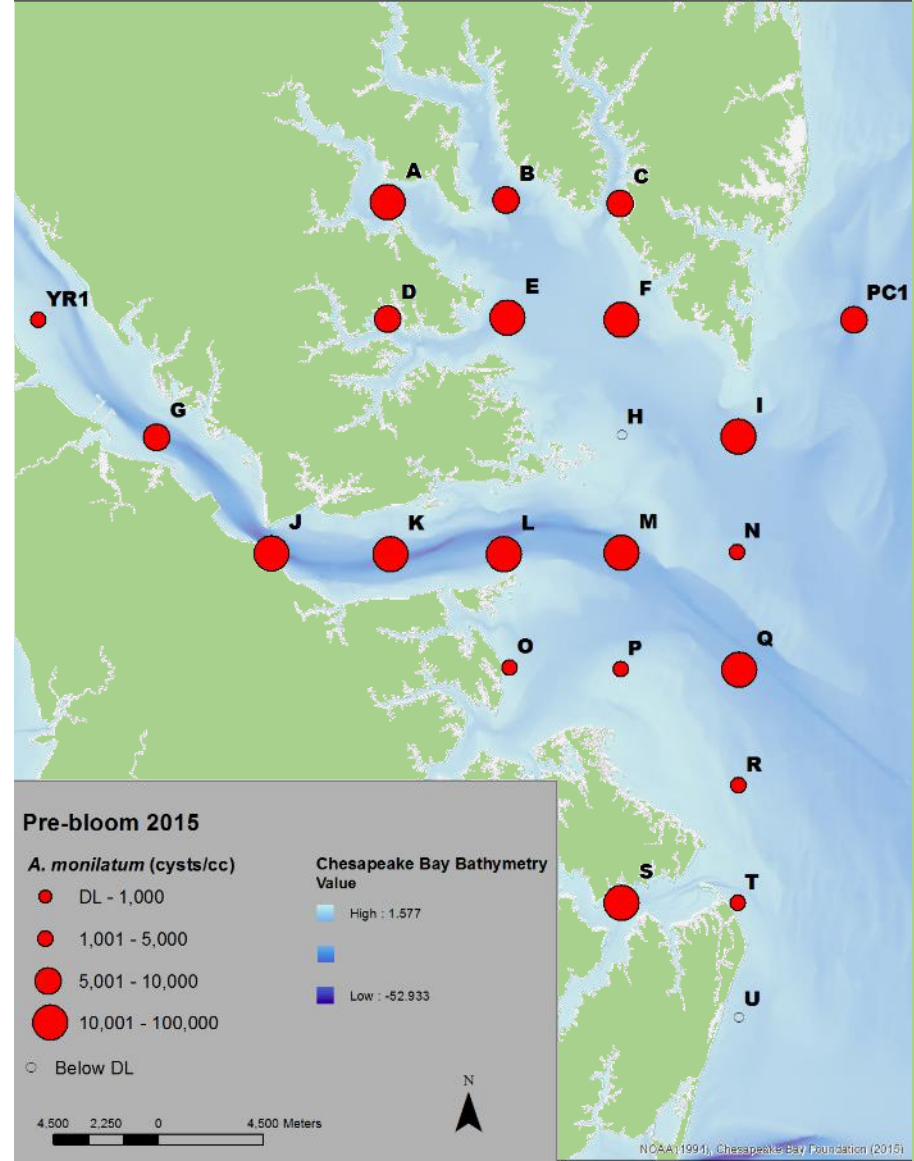 A
B
C
YR1
D
E
F
PC1
G
H
I
J
K
L
M
N
O
P
Q
R
S
T
U
Pre-bloom 2015
A. monilatum (cysts/cc)
DL - 1,000
1,001 - 5,000
5,001 - 10,000
10,001 - 100,000
Below DL
Chesapeake Bay Bathymetry
Value
High : 1.577
Low : -52.933
4,500 2,250 0 4,500 Meters
N
NOAA (1994), Chesapeake Bay Foundation (2015)